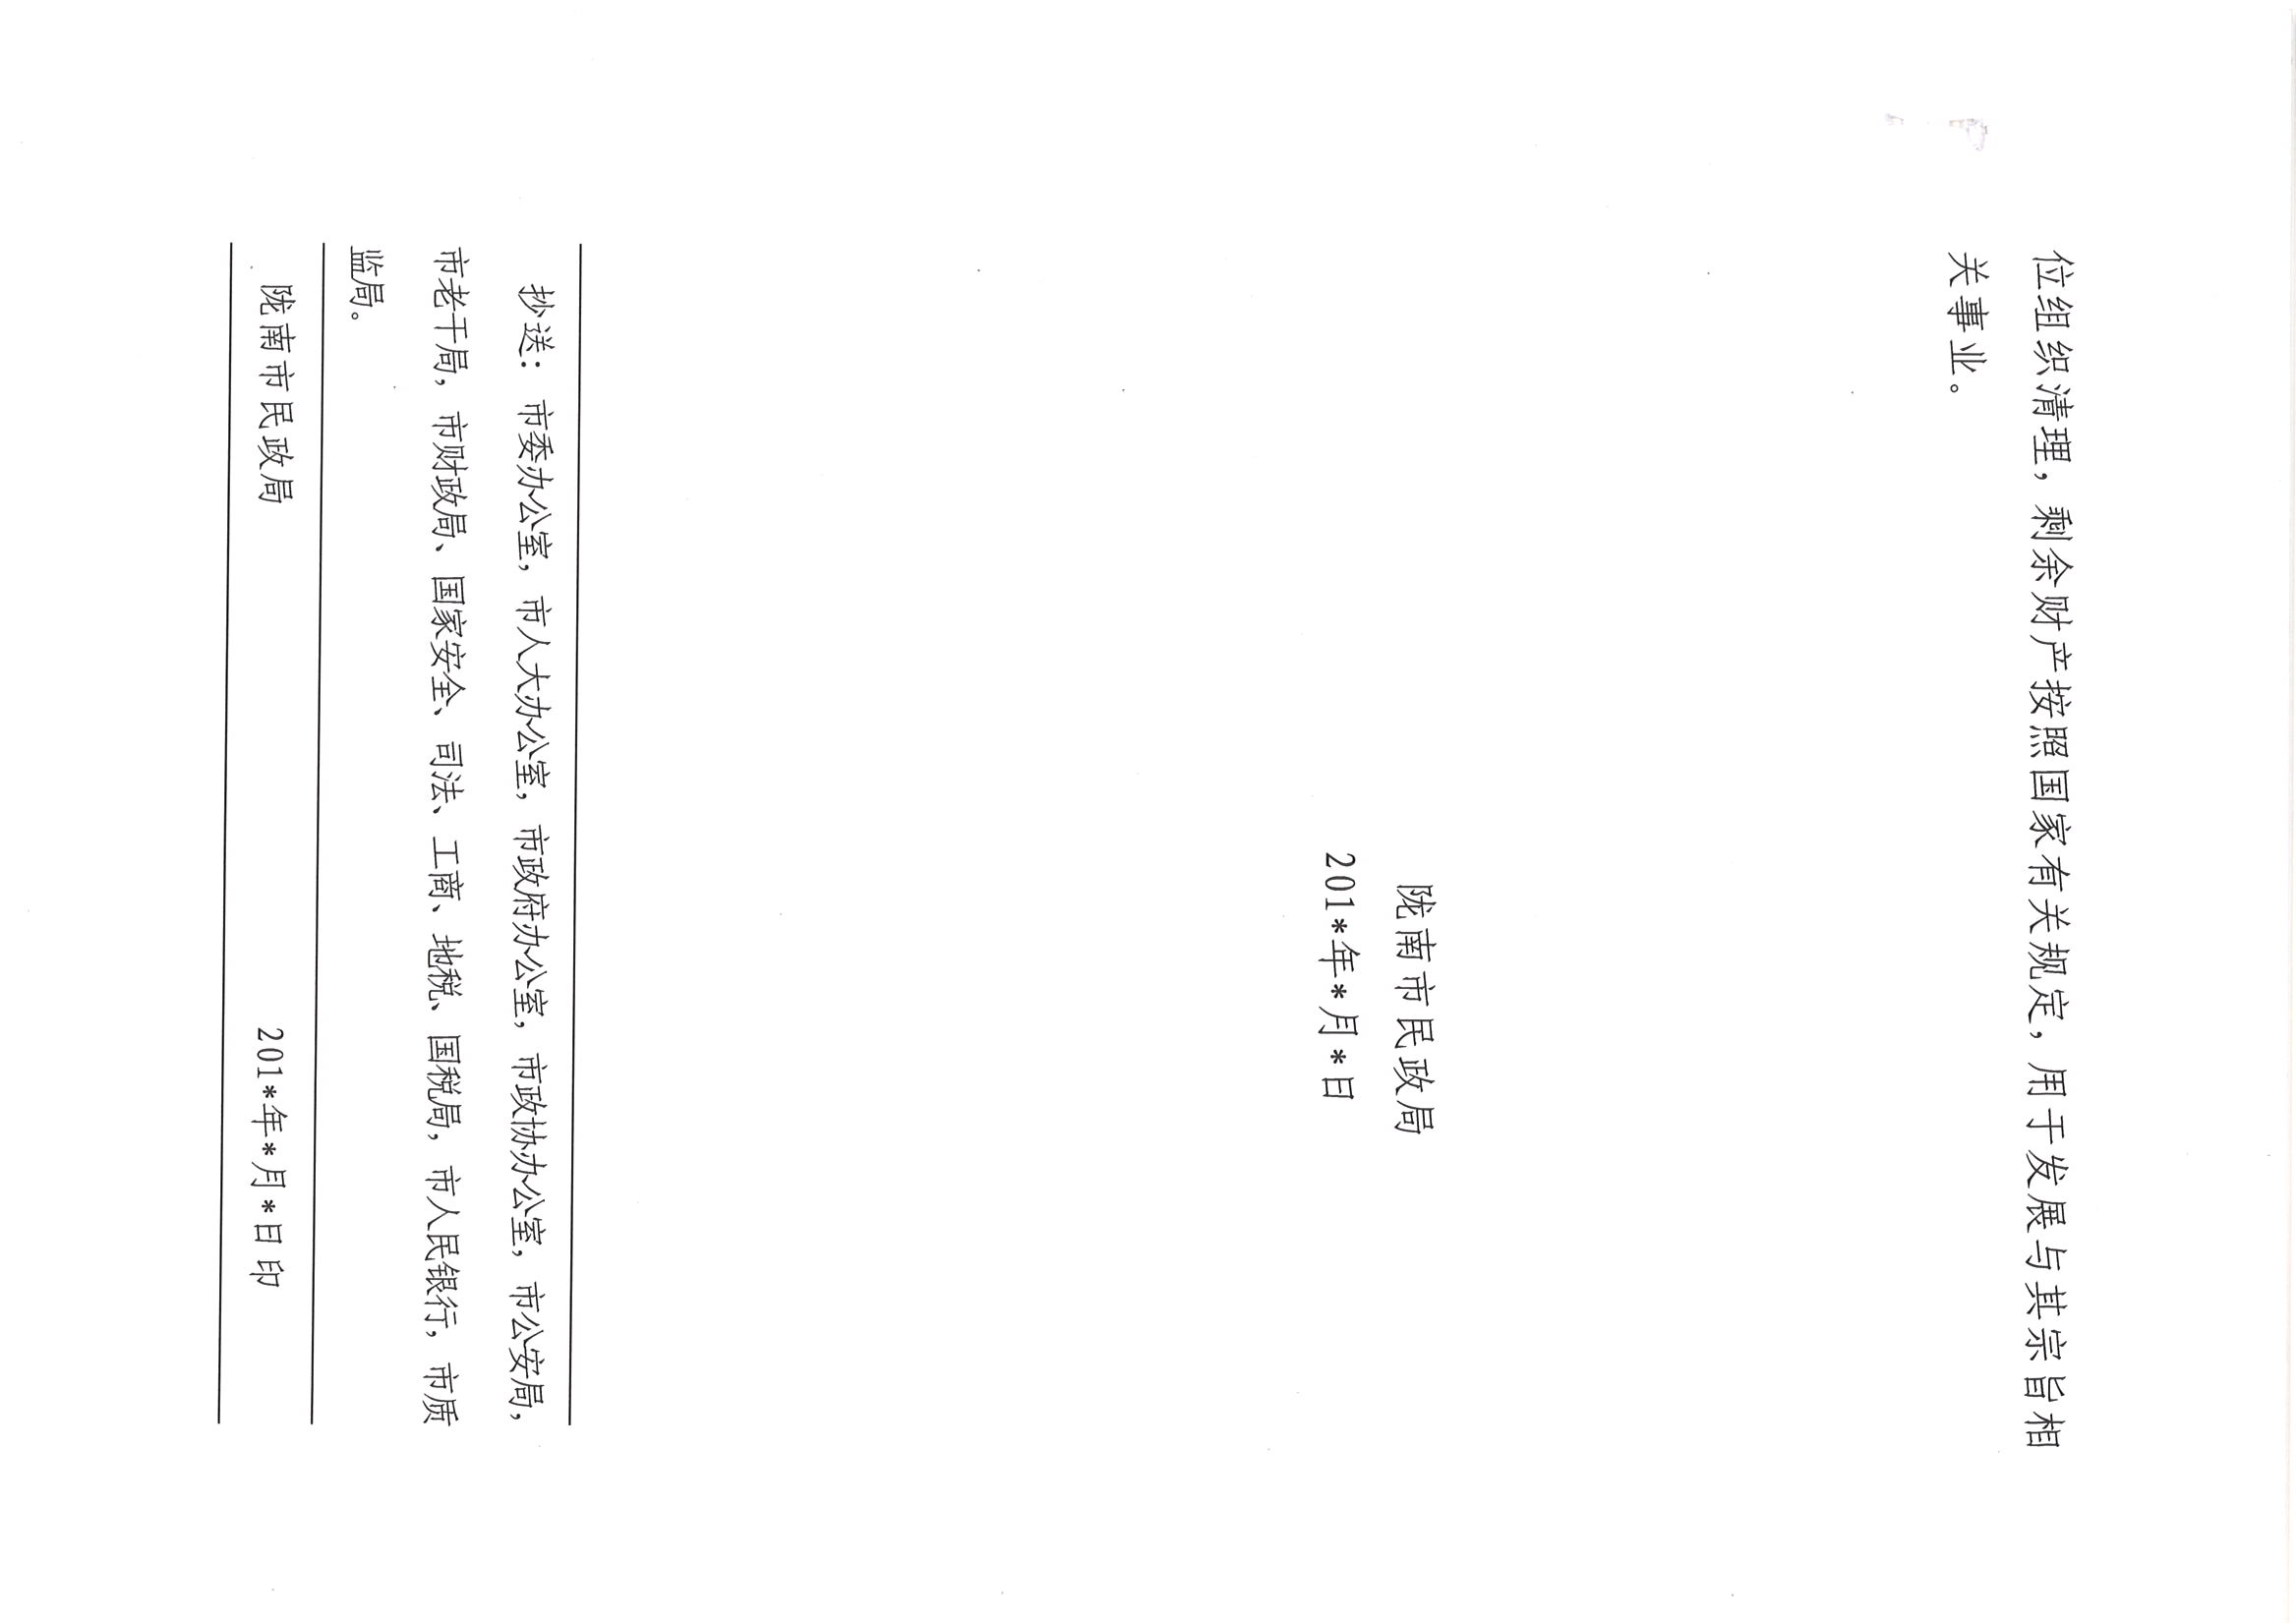 位组织清理，剩余财产按照国家有关规定，用于发展与其宗旨相
关事业。
陇南市民政局
201*年*月*日
抄送：市委办公室，市人大办公室，市政府办公室，市政协办公室，市公安局，
市老干局，市财政局、国家安全、司法、工商、地税、国税局，市人民银行，市质
监局。
陇南市民政局 201*年*月*日印